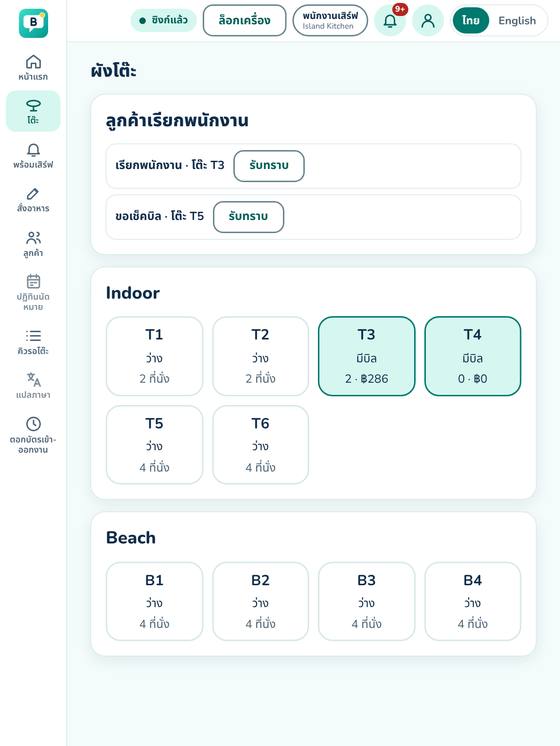 B
ซิงก์แล้ว
ล็อกเครื่อง
พนักงานเสิร์ฟ
Island Kitchen
9+
ไทย
English
หน้าแรก
โต๊ะ
พร้อมเสิร์ฟ
สั่งอาหาร
ลูกค้า
ปฏิทินนัด
หมาย
คิวรอโต๊ะ
แปลภาษา
ตอกบัตรเข้า-
ออกงาน
ผังโต๊ะ
ลูกค้าเรียกพนักงาน
เรียกพนักงาน · โต๊ะ T3
รับทราบ
ขอเช็คบิล · โต๊ะ T5
รับทราบ
Indoor
T1
ว่าง
2 ที่นั่ง
T2
ว่าง
2 ที่นั่ง
T3
มีบิล
2 · ฿286
T4
มีบิล
0 · ฿0
T5
ว่าง
4 ที่นั่ง
T6
ว่าง
4 ที่นั่ง
Beach
B1
ว่าง
4 ที่นั่ง
B2
ว่าง
4 ที่นั่ง
B3
ว่าง
4 ที่นั่ง
B4
ว่าง
4 ที่นั่ง